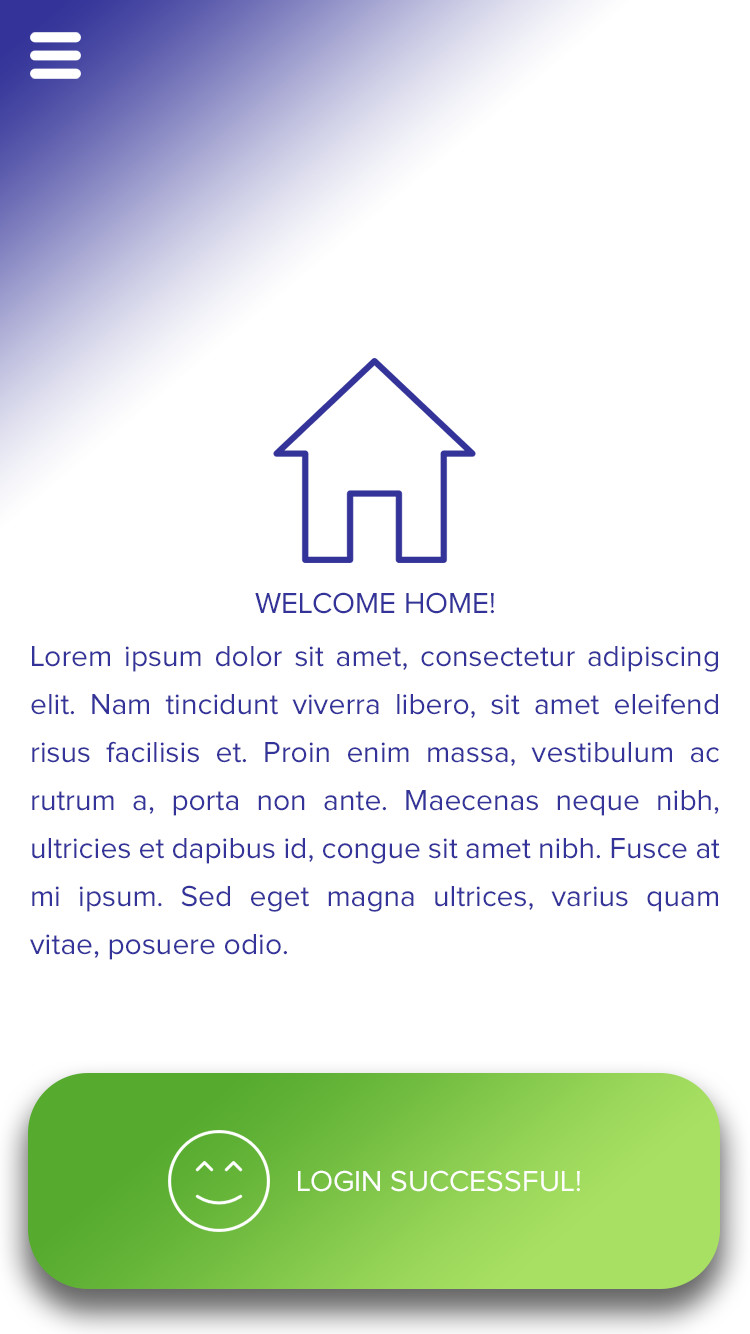 WELCOME HOME!
Lorem ipsum dolor sit amet, consectetur adipiscing
elit. Nam tincidunt viverra libero, sit amet eleifend
risus facilisis et. Proin enim massa, vestibulum ac
rutrum a, porta non ante. Maecenas neque nibh,
ultricies et dapibus id, congue sit amet nibh. Fusce at
mi ipsum. Sed eget magna ultrices, varius quam
vitae, posuere odio.
LOGIN SUCCESSFUL!